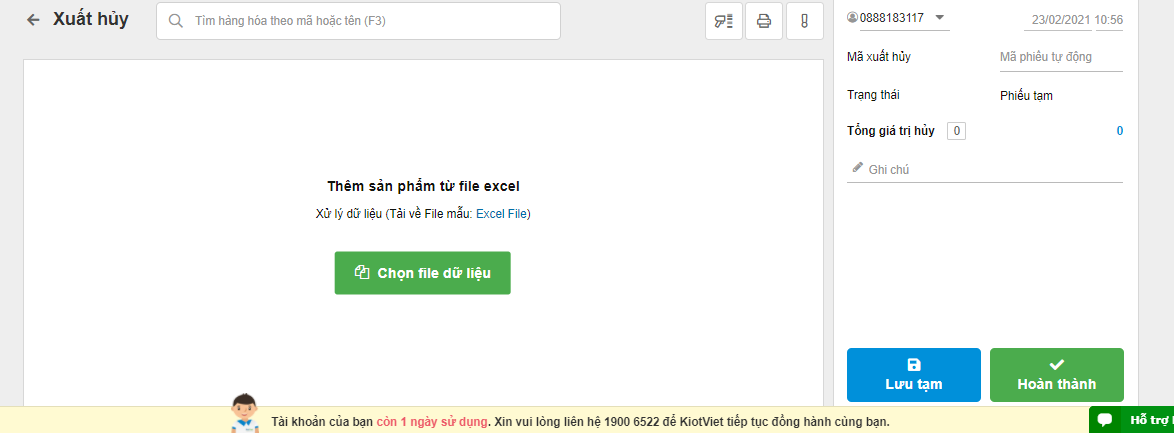 Xuất hủy
Tìm hàng hóa theo mã hoặc tên (F3)
0888183117
23/02/2021 10:56
Mã xuất hủy
Mã phiếu tự động
Trạng thái
Phiếu tạm
Tổng giá trị hủy 0 0
Ghi chú
Thêm sản phẩm từ file excel
Xử lý dữ liệu (Tải về File mẫu: Excel File)
Chọn file dữ liệu
Lưu tạm
Hoàn thành
Tài khoản của bạn còn 1 ngày sử dụng. Xin vui lòng liên hệ 1900 6522 để KiotViet tiếp tục đồng hành cùng bạn.
Hỗ trợ